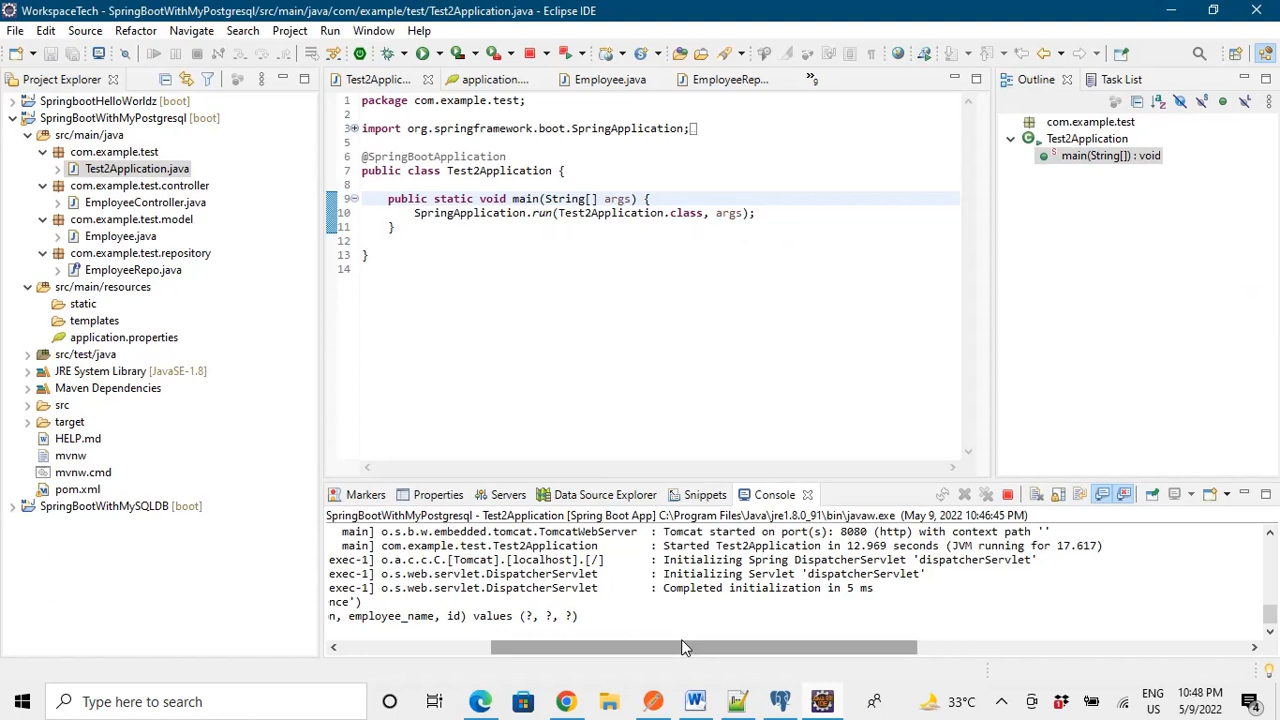 WorkspaceTech - SpringBootWithMyPostgresql/src/main/java/com/example/test/Test2Application.java - Eclipse IDE
File Edit Source Refactor Navigate Search Project Run Window Help
Project Explorer
Test2Applic...
application....
Employee.java
EmployeeRep...
Outline
Task List
SpringbootHelloWorldz [boot]
SpringBootWithMyPostgresql [boot]
src/main/java
com.example.test
Test2Application.java
com.example.test.controller
EmployeeController.java
com.example.test.model
Employee.java
com.example.test.repository
EmployeeRepo.java
src/main/resources
static
templates
application.properties
src/test/java
JRE System Library [JavaSE-1.8]
Maven Dependencies
src
target
HELP.md
mvnw
mvnw.cmd
pom.xml
SpringBootWithMySQLDB [boot]
1 package com.example.test;
2
3 import org.springframework.boot.SpringApplication;
5
6 @SpringBootApplication
7 public class Test2Application {
8
9 public static void main(String[] args) {
10 SpringApplication.run(Test2Application.class, args);
11 }
12
13 }
14
com.example.test
Test2Application
main(String[]) : void
Markers Properties Servers Data Source Explorer Snippets Console
SpringBootWithMyPostgresql - Test2Application [Spring Boot App] C:\Program Files\Java\jre1.8.0_91\bin\javaw.exe (May 9, 2022 10:46:45 PM)
main] o.s.b.w.embedded.tomcat.TomcatWebServer : Tomcat started on port(s): 8080 (http) with context path ''
main] com.example.test.Test2Application : Started Test2Application in 12.969 seconds (JVM running for 17.617)
exec-1] o.a.c.c.C.[Tomcat].[localhost].[/] : Initializing Spring DispatcherServlet 'dispatcherServlet'
exec-1] o.s.web.servlet.DispatcherServlet : Initializing Servlet 'dispatcherServlet'
exec-1] o.s.web.servlet.DispatcherServlet : Completed initialization in 5 ms
nce')
n, employee_name, id) values (?, ?, ?)
Type here to search
33°C
ENG
US
10:48 PM
5/9/2022
4